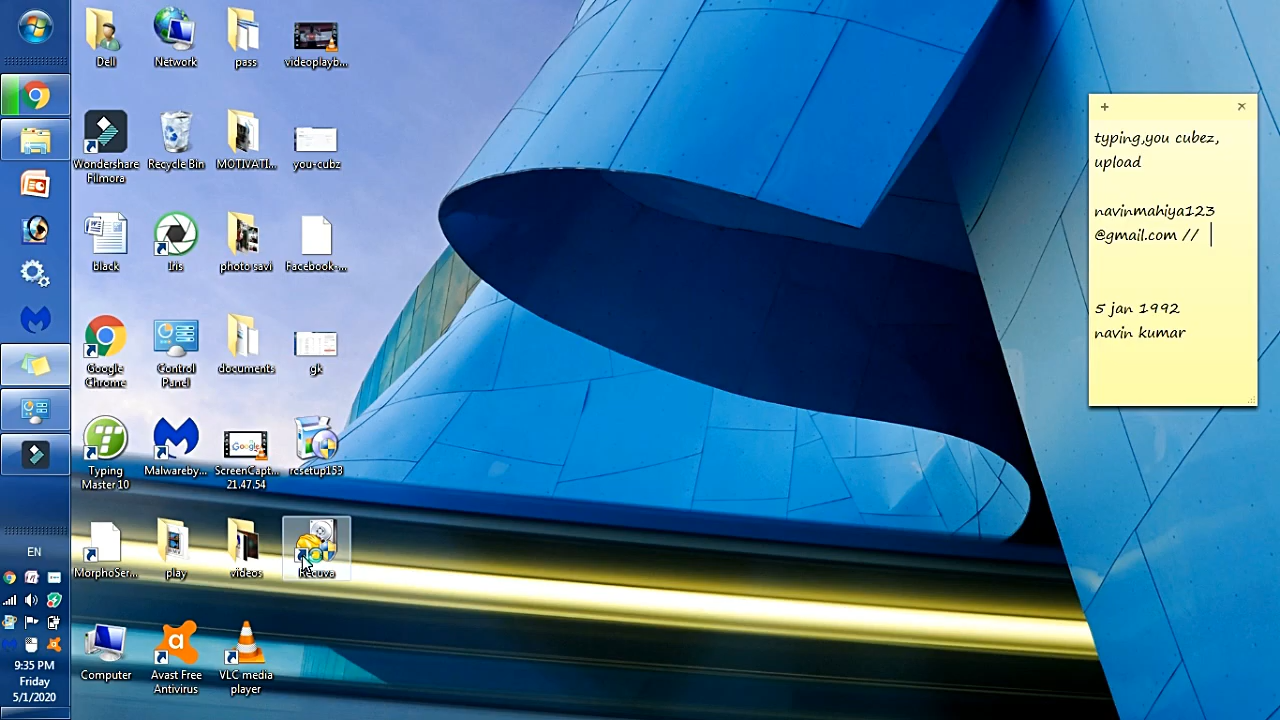 Dell
Network
pass
videoplayb...
Wondershare
Filmora
Recycle Bin
MOTIVATI...
you-cubz
Black
Iris
photo savi
Facebook-...
Google
Chrome
Control
Panel
documents
gk
Typing
Master 10
Malwareby...
ScreenCapt...
21.47.54
rcsetup153
MorphoSer...
play
videos
Recuva
Computer
Avast Free
Antivirus
VLC media
player
EN
9:35 PM
Friday
5/1/2020
typing,you cubez,
upload
navinmahiya123
@gmail.com //
5 jan 1992
navin kumar